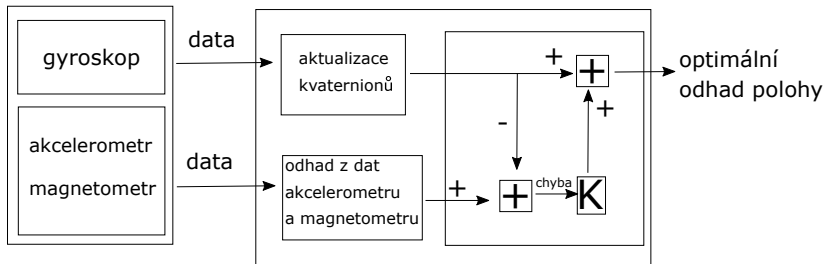 gyroskop
data
aktualizace
kvaternionů
+
+
optimální
odhad polohy
+
-
akcelerometr
magnetometr
data
odhad z dat
akcelerometru
a magnetometru
+
+
chyba
K